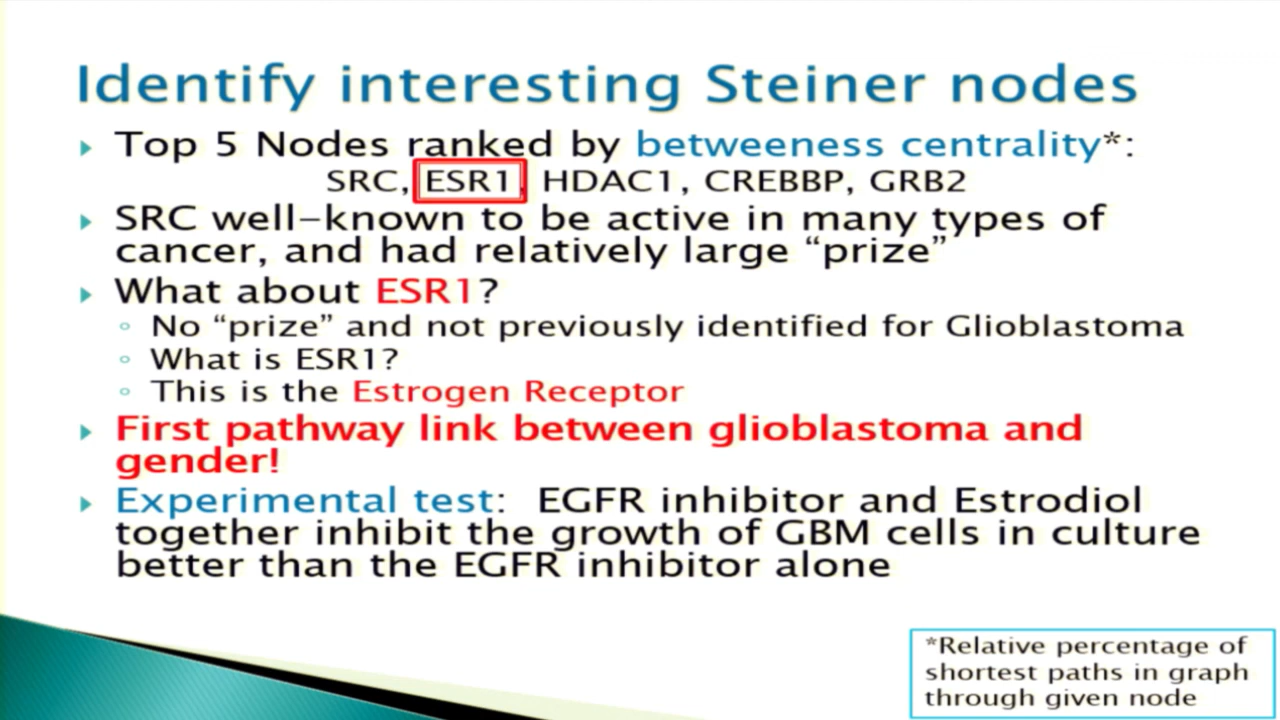 Identify interesting Steiner nodes
Top 5 Nodes ranked by betweeness centrality*:
SRC, ESR1, HDAC1, CREBBP, GRB2
SRC well-known to be active in many types of
cancer, and had relatively large “prize”
What about ESR1?
No “prize” and not previously identified for Glioblastoma
What is ESR1?
This is the Estrogen Receptor
First pathway link between glioblastoma and
gender!
Experimental test: EGFR inhibitor and Estrodiol
together inhibit the growth of GBM cells in culture
better than the EGFR inhibitor alone
*Relative percentage of
shortest paths in graph
through given node